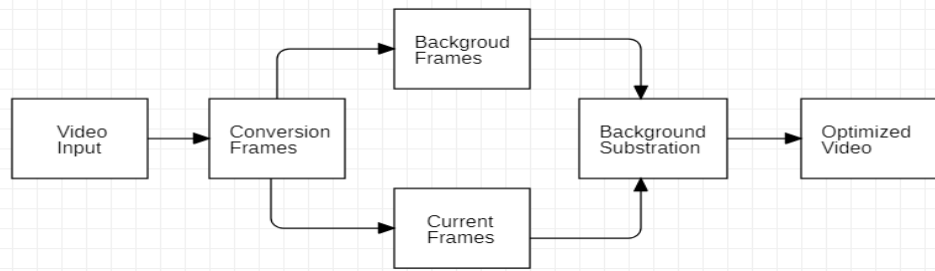 Video
Input
Conversion
Frames
Backgroud
Frames
Current
Frames
Background
Substration
Optimized
Video